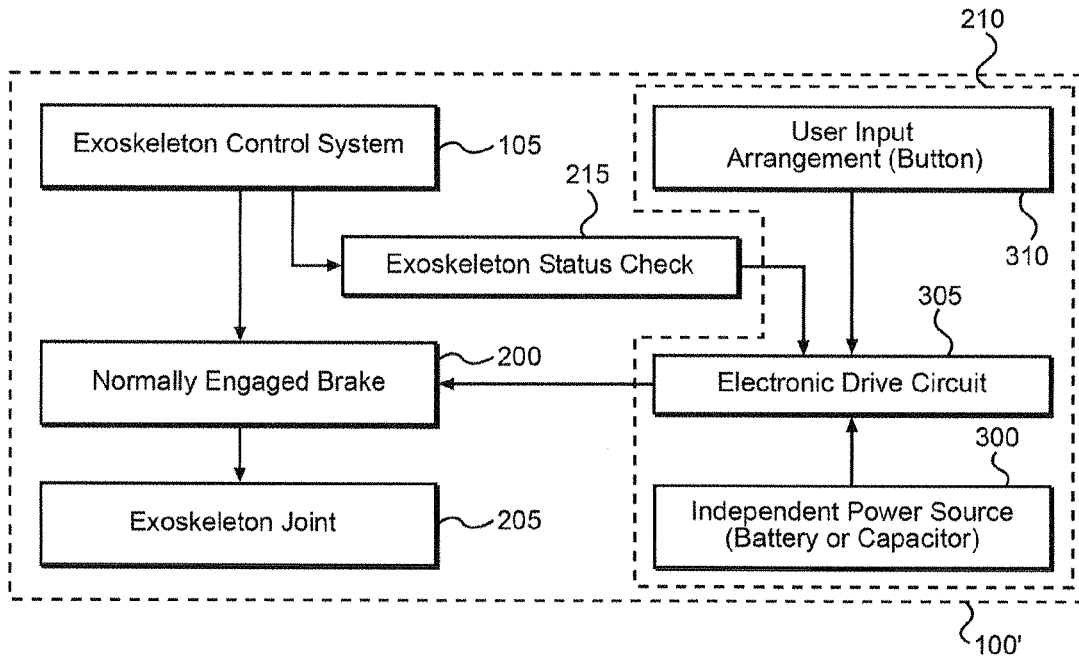 210
Exoskeleton Control System
105
User Input
Arrangement (Button)
310
215
Exoskeleton Status Check
305
Normally Engaged Brake
200
Electronic Drive Circuit
300
Exoskeleton Joint
205
Independent Power Source
(Battery or Capacitor)
100'